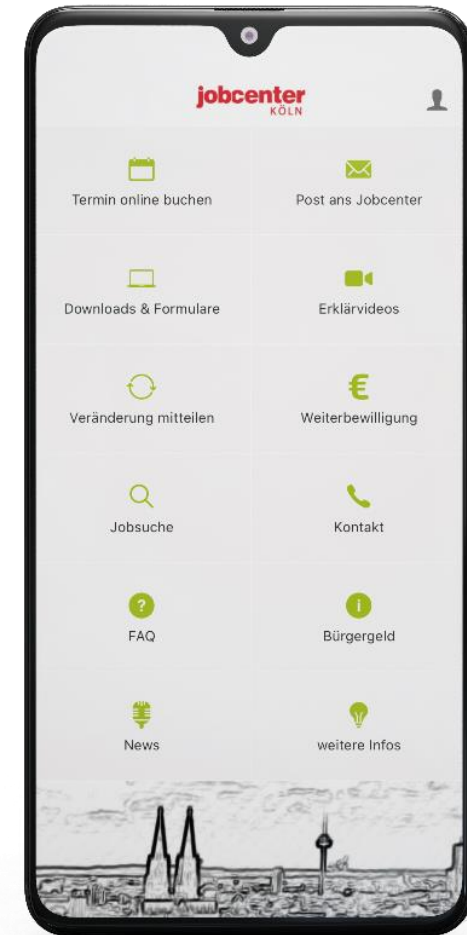 jobcenter
KÖLN
Termin online buchen
Post ans Jobcenter
Downloads & Formulare
Erklärvideos
Veränderung mitteilen
Weiterbewilligung
Jobsuche
Kontakt
FAQ
Bürgergeld
News
weitere Infos